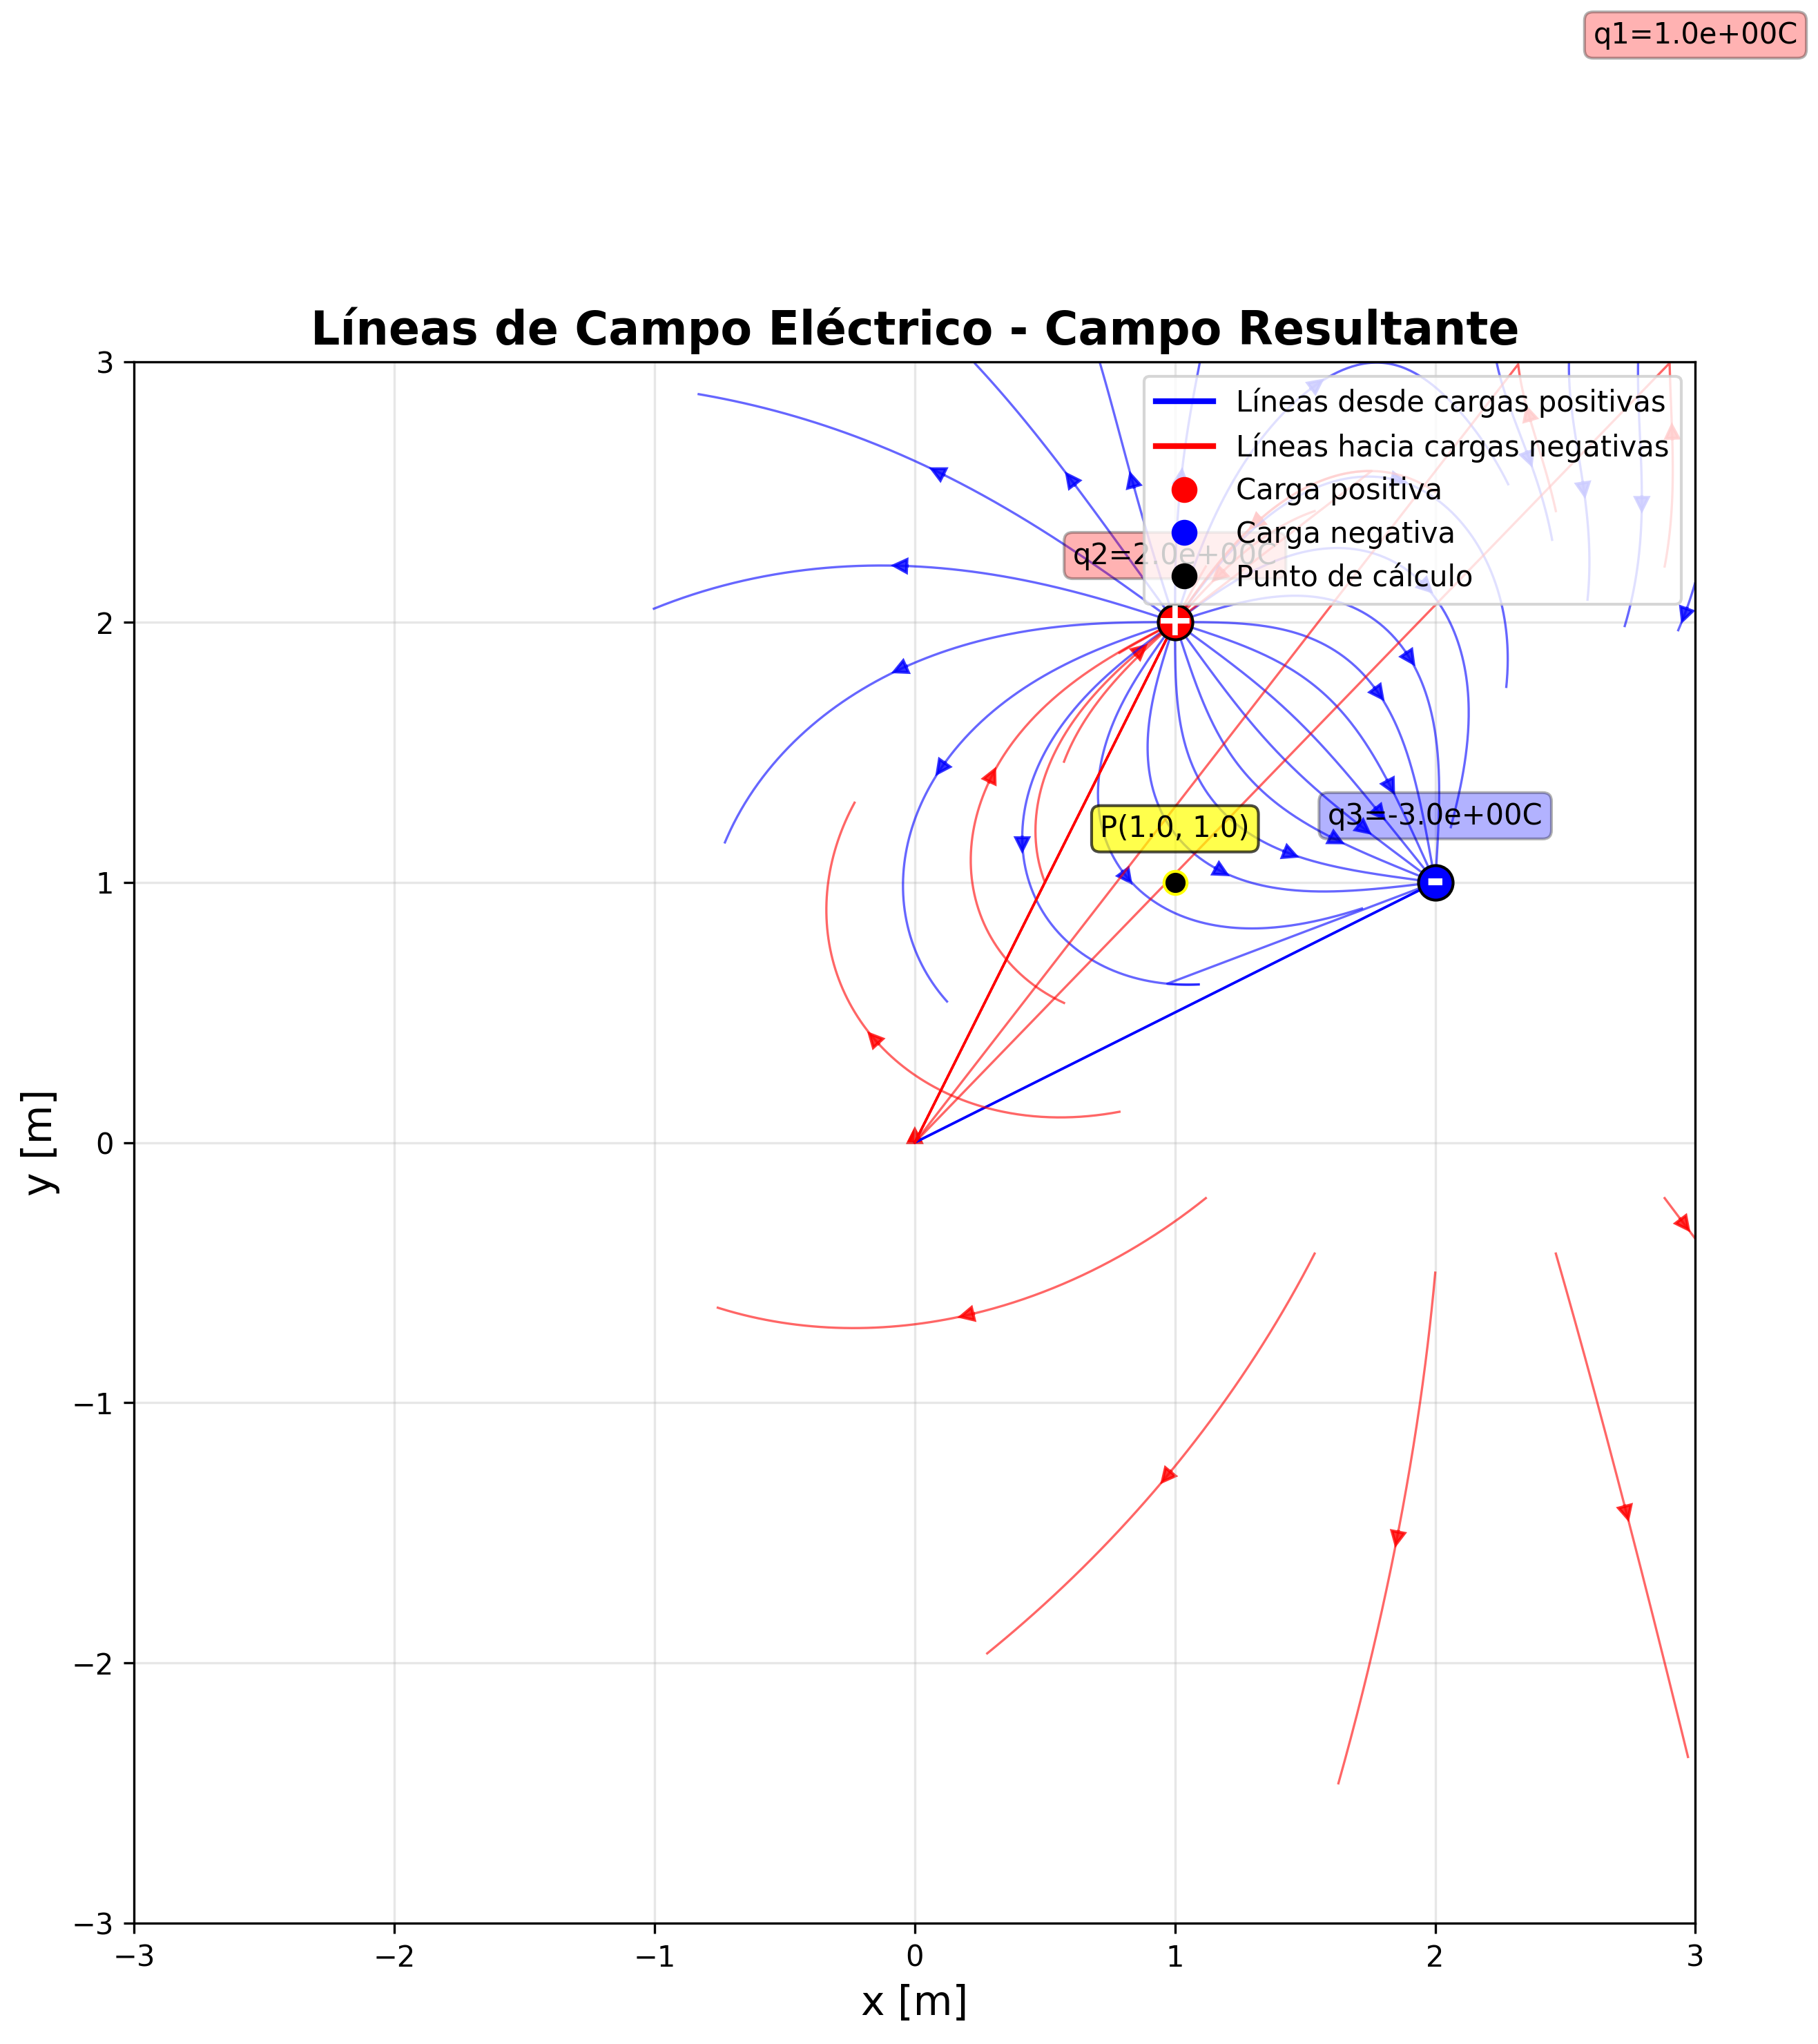 q1=1.0e+00C
Líneas de Campo Eléctrico - Campo Resultante
Líneas desde cargas positivas
Líneas hacia cargas negativas
Carga positiva
Carga negativa
Punto de cálculo
q2=2.0e+00C
q3=-3.0e+00C
P(1.0, 1.0)
3
2
1
0
−1
−2
−3
y [m]
−3
−2
−1
0
1
2
3
x [m]